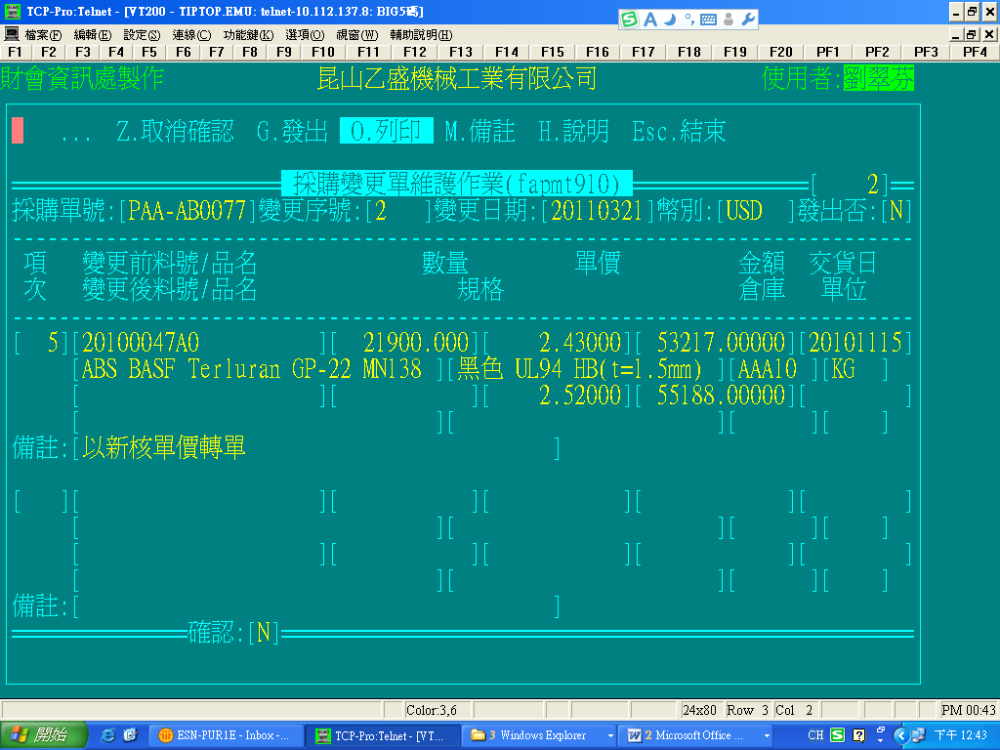 TCP-Pro:Telnet - [VT200 - TIPTOP.EMU: telnet-10.112.137.8: BIG5碼]
檔案(F) 編輯(E) 設定(S) 連線(C) 功能鍵(K) 選項(O) 視窗(W) 輔助說明(H)
F1 F2 F3 F4 F5 F6 F7 F8 F9 F10 F11 F12 F13 F14 F15 F16 F17 F18 F19 F20 PF1 PF2 PF3 PF4
財會資訊處製作 昆山乙盛機械工業有限公司 使用者:劉翠芬
... Z.取消確認 G.發出 O.列印 M.備註 H.說明 Esc.結束
採購變更單維護作業(fapmt910) [ 2]
採購單號:[PAA-AB0077]變更序號:[2 ]變更日期:[20110321]幣別:[USD ]發出否:[N]
項 變更前料號/品名 數量 單價 金額 交貨日
次 變更後料號/品名 規格 倉庫 單位
[ 5][20100047A0 ][ 21900.000][ 2.43000][ 53217.00000][20101115]
[ABS BASF Terluran GP-22 MN138 ][黑色 UL94 HB(t=1.5mm) ][AAA10 ][KG ]
[ ][ ][ 2.52000][ 55188.00000][ ]
[ ][ ][ ][ ]
備註:[以新核單價轉單 ]
[ ][ ][ ][ ][ ][ ]
[ ][ ][ ][ ]
[ ][ ][ ][ ][ ]
[ ][ ][ ][ ]
備註:[ ]
確認:[N]
Color:3,6 24x80 Row 3 Col 2 PM 00:43
開始 ESN-PUR1E - Inbox -... TCP-Pro:Telnet - [VT... 3 Windows Explorer 2 Microsoft Office ... CH 下午 12:43